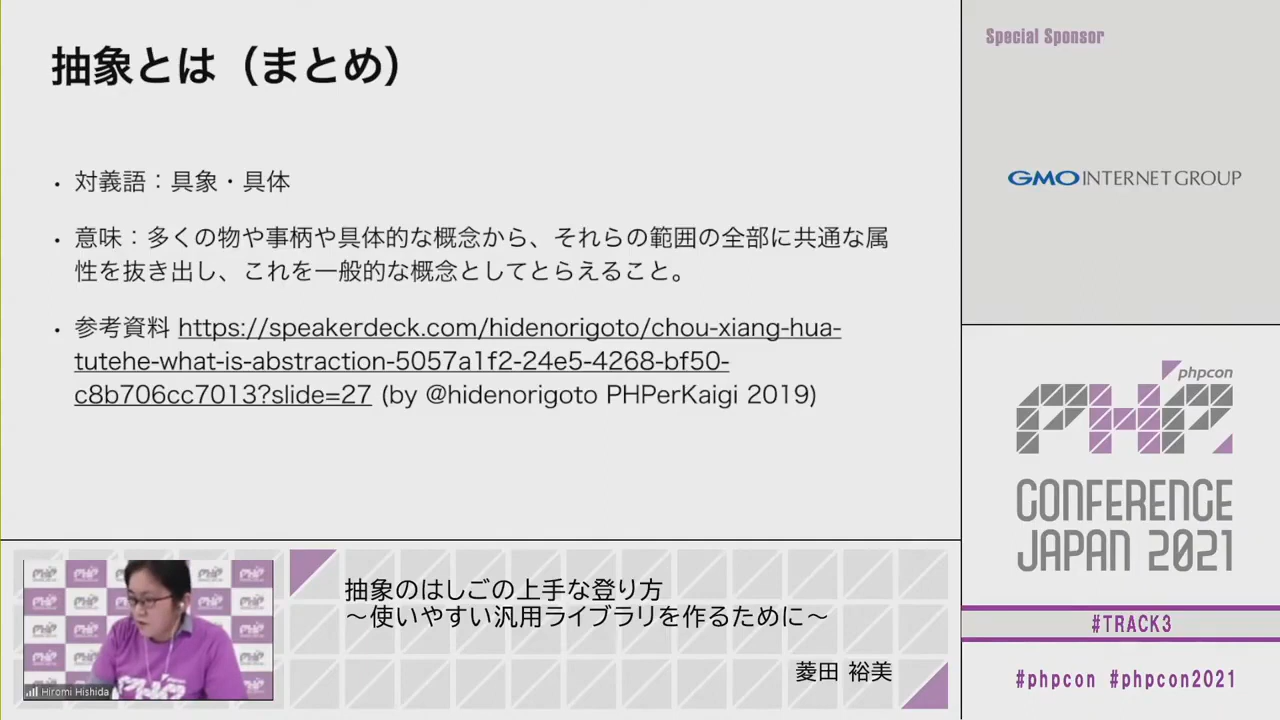 抽象とは（まとめ）
・対義語：具象・具体
・意味：多くの物や事柄や具体的な概念から、それらの範囲の全部に共通な属
性を抜き出し、これを一般的な概念としてとらえること。
・参考資料 https://speakerdeck.com/hidenorigoto/chou-xiang-hua-
tutehe-what-is-abstraction-5057a1f2-24e5-4268-bf50-
c8b706cc7013?slide=27 (by @hidenorigoto PHPerKaigi 2019)
Special Sponsor
GMO INTERNET GROUP
phpcon
PHP
CONFERENCE
JAPAN 2021
#TRACK3
#phpcon #phpcon2021
抽象のはしごの上手な登り方
〜使いやすい汎用ライブラリを作るために〜
菱田 裕美
Hiromi Hishida